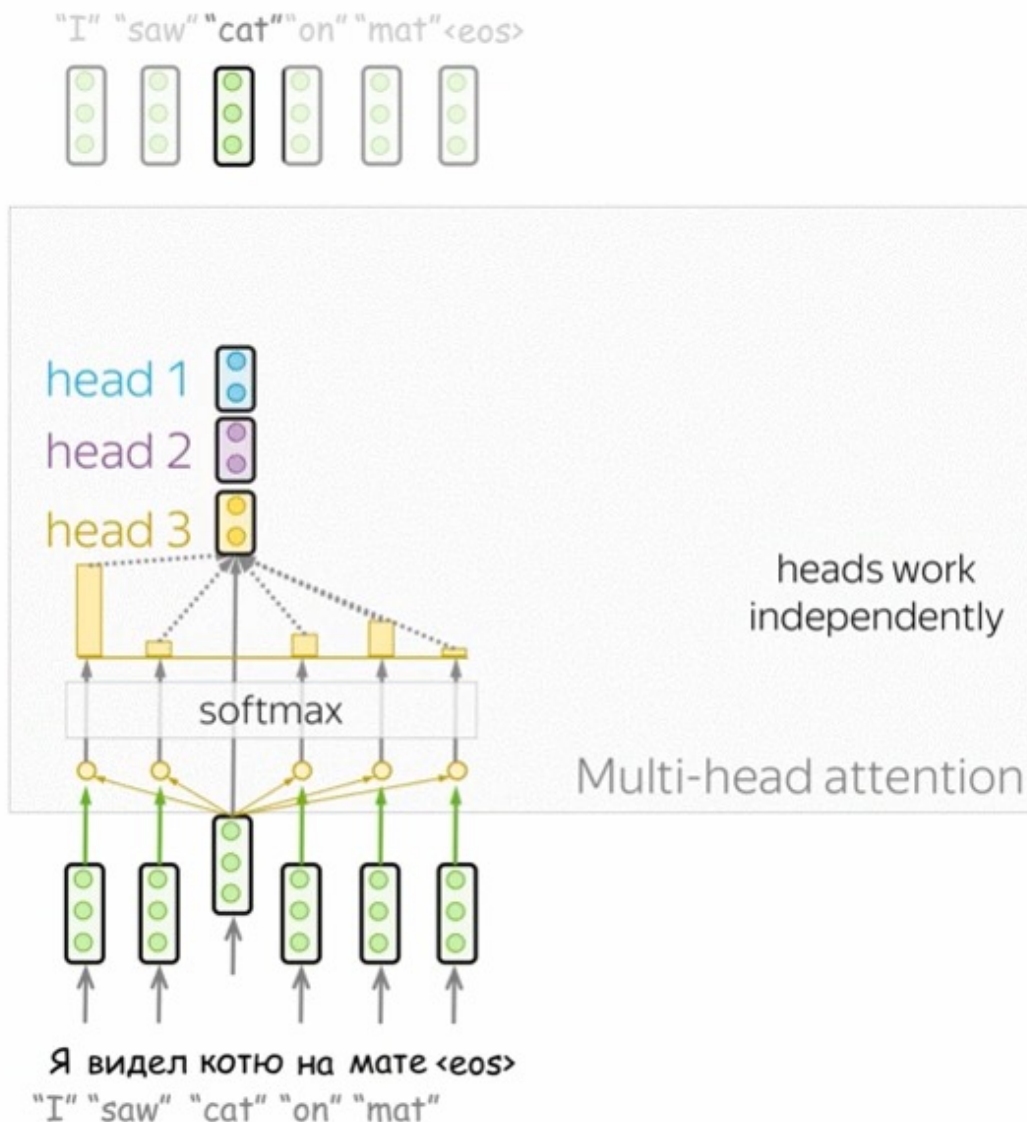 “I” “saw” “cat” “on” “mat” <eos>
head 1
head 2
head 3
heads work
independently
softmax
Multi-head attention
Я видел котю на мате <eos>
“I” “saw” “cat” “on” “mat”